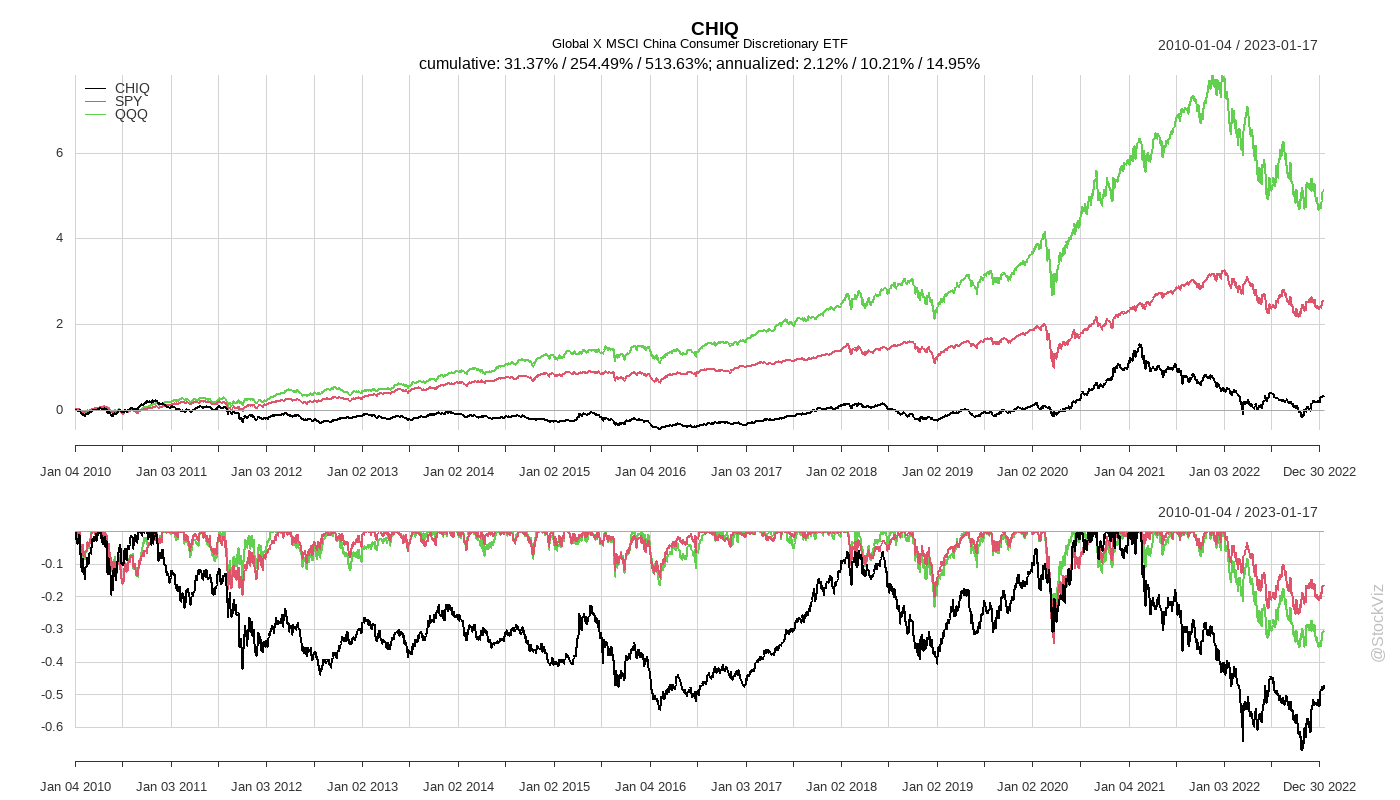 CHIQ
Global X MSCI China Consumer Discretionary ETF
2010-01-04 / 2023-01-17
cumulative: 31.37% / 254.49% / 513.63%; annualized: 2.12% / 10.21% / 14.95%
CHIQ
SPY
QQQ
6
4
2
0
Jan 04 2010 Jan 03 2011 Jan 03 2012 Jan 02 2013 Jan 02 2014 Jan 02 2015 Jan 04 2016 Jan 03 2017 Jan 02 2018 Jan 02 2019 Jan 02 2020 Jan 04 2021 Jan 03 2022 Dec 30 2022
2010-01-04 / 2023-01-17
-0.1
-0.2
-0.3
-0.4
-0.5
-0.6
@StockViz
Jan 04 2010 Jan 03 2011 Jan 03 2012 Jan 02 2013 Jan 02 2014 Jan 02 2015 Jan 04 2016 Jan 03 2017 Jan 02 2018 Jan 02 2019 Jan 02 2020 Jan 04 2021 Jan 03 2022 Dec 30 2022